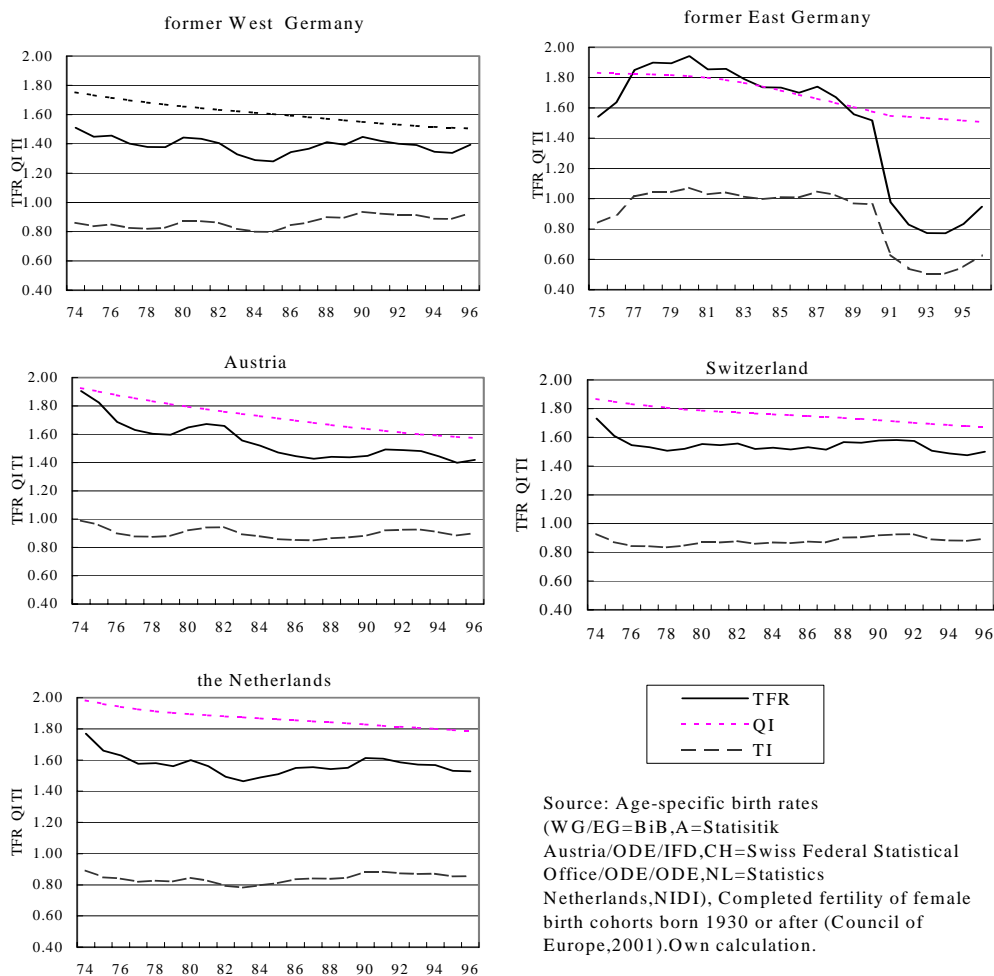 former West Germany
2.00
1.80
1.60
1.40
1.20
1.00
0.80
0.60
0.40
TFR QI TI
74 76 78 80 82 84 86 88 90 92 94 96
former East Germany
2.00
1.80
1.60
1.40
1.20
1.00
0.80
0.60
0.40
TFR QI TI
75 77 79 81 83 85 87 89 91 93 95
Austria
2.00
1.80
1.60
1.40
1.20
1.00
0.80
0.60
0.40
TFR QI TI
74 76 78 80 82 84 86 88 90 92 94 96
Switzerland
2.00
1.80
1.60
1.40
1.20
1.00
0.80
0.60
0.40
TFR QI TI
74 76 78 80 82 84 86 88 90 92 94 96
the Netherlands
2.00
1.80
1.60
1.40
1.20
1.00
0.80
0.60
0.40
TFR QI TI
74 76 78 80 82 84 86 88 90 92 94 96
TFR
QI
TI
Source: Age-specific birth rates
(WG/EG=BiB,A=Statisitik
Austria/ODE/IFD,CH=Swiss Federal Statistical
Office/ODE/ODE,NL=Statistics
Netherlands,NIDI), Completed fertility of female
birth cohorts born 1930 or after (Council of
Europe,2001).Own calculation.